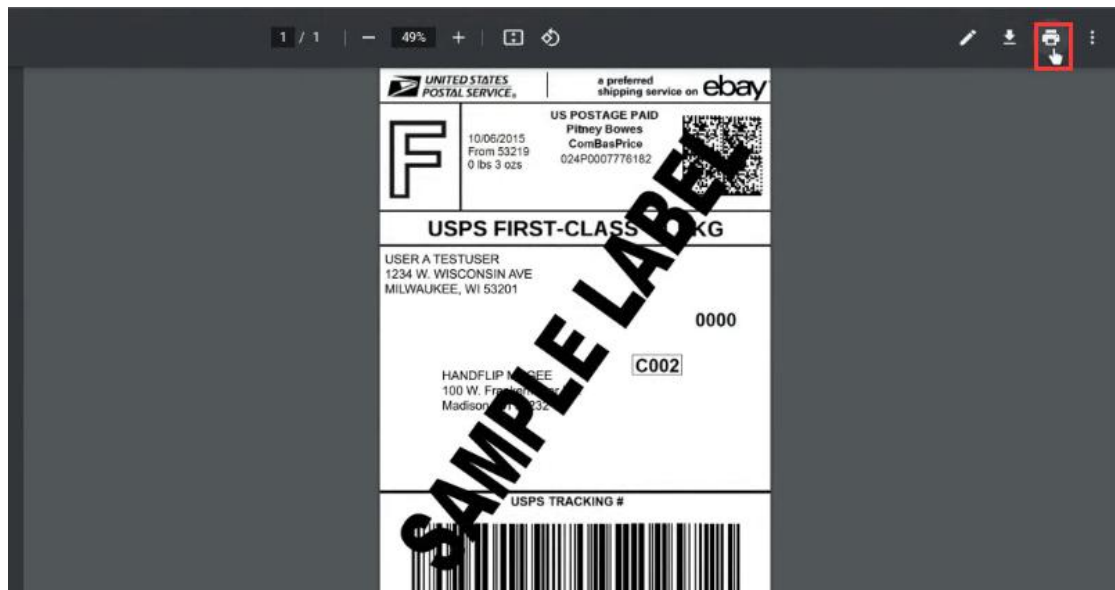 1 / 1 49%
UNITED STATES
POSTAL SERVICE®
a preferred
shipping service on ebay
F
10/06/2015
From 53219
0 lbs 3 ozs
US POSTAGE PAID
Pitney Bowes
ComBasPrice
024P0007776182
USPS FIRST-CLASS KG
USER A TESTUSER
1234 W. WISCONSIN AVE
MILWAUKEE, WI 53201
0000
C002
HANDFLIP
100 W.
Madison
USPS TRACKING #
SAMPLE LABEL